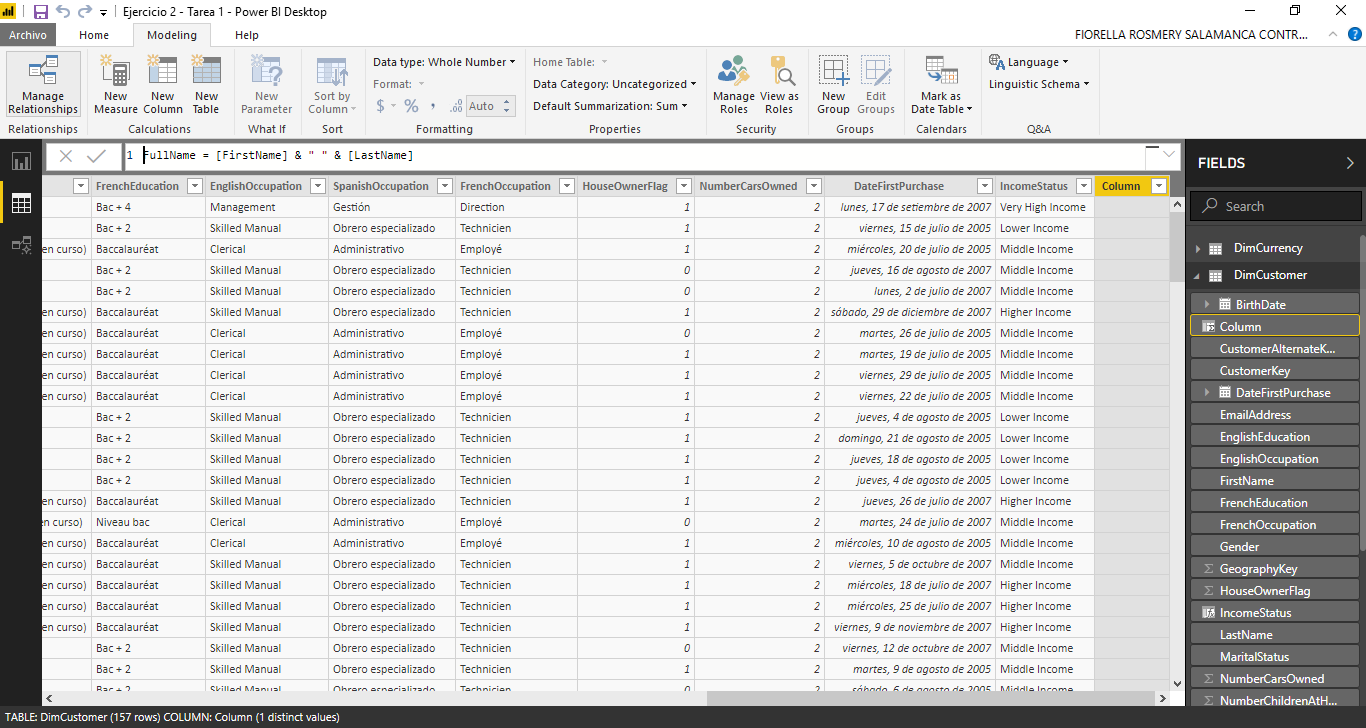 Ejercicio 2 - Tarea 1 - Power BI Desktop
Archivo Home Modeling Help FIORELLA ROSMERY SALAMANCA CONTR...
Manage Relationships
Relationships
New Measure
New Column
New Table
Calculations
New Parameter
What If
Sort by Column
Sort
Data type: Whole Number
Format:
$ % , .00 Auto
Formatting
Home Table:
Data Category: Uncategorized
Default Summarization: Sum
Properties
Manage Roles
View as Roles
Security
New Group
Edit Groups
Groups
Mark as Date Table
Calendars
Language
Linguistic Schema
Q&A
1 FullName = [FirstName] & " " & [LastName]
FrenchEducation EnglishOccupation SpanishOccupation FrenchOccupation HouseOwnerFlag NumberCarsOwned DateFirstPurchase IncomeStatus Column
Bac + 4 Management Gestión Direction 1 2 lunes, 17 de setiembre de 2007 Very High Income
Bac + 2 Skilled Manual Obrero especializado Technicien 1 2 viernes, 15 de julio de 2005 Lower Income
en curso) Baccalauréat Clerical Administrativo Employé 1 2 miércoles, 20 de julio de 2005 Middle Income
Bac + 2 Skilled Manual Obrero especializado Technicien 0 2 jueves, 16 de agosto de 2007 Middle Income
Bac + 2 Skilled Manual Obrero especializado Technicien 0 2 lunes, 2 de julio de 2007 Middle Income
en curso) Baccalauréat Skilled Manual Obrero especializado Technicien 1 2 sábado, 29 de diciembre de 2007 Higher Income
en curso) Baccalauréat Clerical Administrativo Employé 0 2 martes, 26 de julio de 2005 Middle Income
en curso) Baccalauréat Clerical Administrativo Employé 1 2 martes, 19 de julio de 2005 Middle Income
en curso) Baccalauréat Clerical Administrativo Employé 1 2 viernes, 29 de julio de 2005 Middle Income
en curso) Baccalauréat Clerical Administrativo Employé 1 2 viernes, 22 de julio de 2005 Middle Income
Bac + 2 Skilled Manual Obrero especializado Technicien 1 2 jueves, 4 de agosto de 2005 Lower Income
Bac + 2 Skilled Manual Obrero especializado Technicien 1 2 domingo, 21 de agosto de 2005 Lower Income
Bac + 2 Skilled Manual Obrero especializado Technicien 1 2 jueves, 18 de agosto de 2005 Lower Income
Bac + 2 Skilled Manual Obrero especializado Technicien 1 2 jueves, 4 de agosto de 2005 Lower Income
en curso) Baccalauréat Skilled Manual Obrero especializado Technicien 1 2 jueves, 26 de julio de 2007 Higher Income
en curso) Niveau bac Clerical Administrativo Employé 0 2 martes, 24 de julio de 2007 Middle Income
en curso) Baccalauréat Clerical Administrativo Employé 1 2 miércoles, 10 de agosto de 2005 Middle Income
en curso) Baccalauréat Skilled Manual Obrero especializado Technicien 1 2 viernes, 5 de octubre de 2007 Middle Income
en curso) Baccalauréat Skilled Manual Obrero especializado Technicien 1 2 miércoles, 18 de julio de 2007 Higher Income
en curso) Baccalauréat Skilled Manual Obrero especializado Technicien 1 2 miércoles, 25 de julio de 2007 Higher Income
en curso) Baccalauréat Skilled Manual Obrero especializado Technicien 1 2 viernes, 9 de noviembre de 2007 Higher Income
Bac + 2 Skilled Manual Obrero especializado Technicien 0 2 viernes, 12 de octubre de 2007 Middle Income
Bac + 2 Skilled Manual Obrero especializado Technicien 1 2 martes, 9 de agosto de 2005 Middle Income
Bac + 2 Skilled Manual Obrero especializado Technicien 0 2 sábado, 6 de agosto de 2005 Middle Income
FIELDS
Search
DimCurrency
DimCustomer
BirthDate
Column
CustomerAlternateK...
CustomerKey
DateFirstPurchase
EmailAddress
EnglishEducation
EnglishOccupation
FirstName
FrenchEducation
FrenchOccupation
Gender
Σ GeographyKey
Σ HouseOwnerFlag
IncomeStatus
LastName
MaritalStatus
Σ NumberCarsOwned
Σ NumberChildrenAtH...
TABLE: DimCustomer (157 rows) COLUMN: Column (1 distinct values)